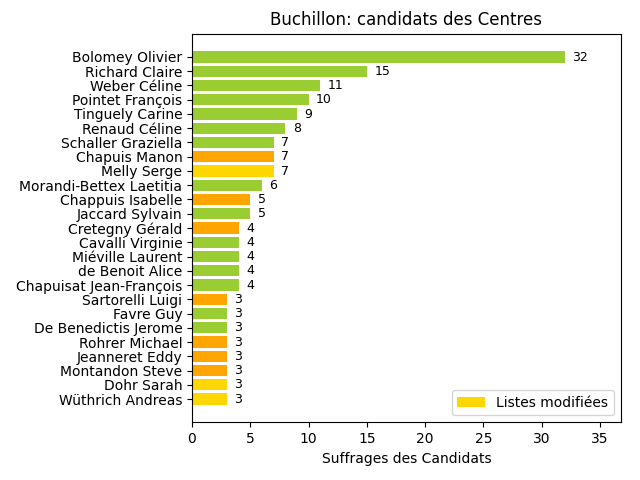 Buchillon: candidats des Centres
Bolomey Olivier 32
Richard Claire 15
Weber Céline 11
Pointet François 10
Tinguely Carine 9
Renaud Céline 8
Schaller Graziella 7
Chapuis Manon 7
Melly Serge 7
Morandi-Bettex Laetitia 6
Chappuis Isabelle 5
Jaccard Sylvain 5
Cretegny Gérald 4
Cavalli Virginie 4
Miéville Laurent 4
de Benoit Alice 4
Chapuisat Jean-François 4
Sartorelli Luigi 3
Favre Guy 3
De Benedictis Jerome 3
Rohrer Michael 3
Jeanneret Eddy 3
Montandon Steve 3
Dohr Sarah 3
Wüthrich Andreas 3
Listes modifiées
0 5 10 15 20 25 30 35
Suffrages des Candidats